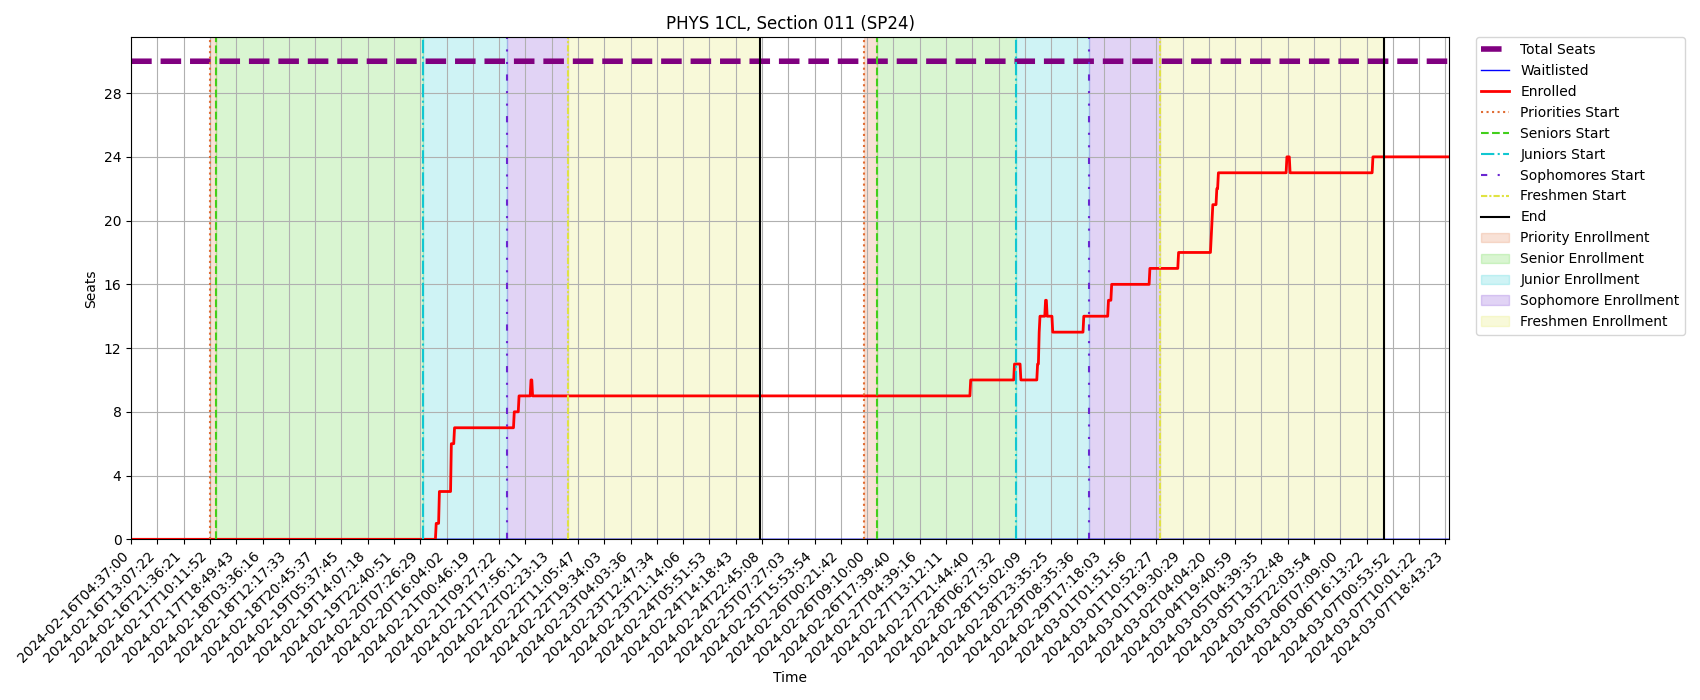 PHYS 1CL, Section 011 (SP24)
Seats
28
24
20
16
12
8
4
0
2024-02-16T04:37:00
2024-02-16T13:07:22
2024-02-16T21:36:21
2024-02-17T10:11:52
2024-02-17T18:49:43
2024-02-18T03:36:16
2024-02-18T12:17:33
2024-02-18T20:45:37
2024-02-19T05:37:45
2024-02-19T14:07:18
2024-02-19T22:40:51
2024-02-20T07:26:29
2024-02-20T16:04:02
2024-02-21T00:46:19
2024-02-21T09:27:22
2024-02-21T17:56:11
2024-02-22T02:23:13
2024-02-22T11:05:47
2024-02-22T19:34:03
2024-02-23T04:03:36
2024-02-23T12:47:34
2024-02-23T21:14:06
2024-02-24T05:51:53
2024-02-24T14:18:43
2024-02-24T22:45:08
2024-02-25T07:27:03
2024-02-25T15:53:54
2024-02-26T00:21:42
2024-02-26T09:10:00
2024-02-26T17:39:40
2024-02-27T04:39:16
2024-02-27T13:12:11
2024-02-27T21:44:40
2024-02-28T06:27:32
2024-02-28T15:02:09
2024-02-28T23:35:25
2024-02-29T08:35:36
2024-02-29T17:18:03
2024-03-01T01:51:56
2024-03-01T10:52:27
2024-03-01T19:30:29
2024-03-02T04:04:20
2024-03-04T19:40:59
2024-03-05T04:39:35
2024-03-05T13:22:48
2024-03-05T22:03:54
2024-03-06T07:09:00
2024-03-06T16:13:22
2024-03-07T00:53:52
2024-03-07T10:01:22
2024-03-07T18:43:23
Time
Total Seats
Waitlisted
Enrolled
Priorities Start
Seniors Start
Juniors Start
Sophomores Start
Freshmen Start
End
Priority Enrollment
Senior Enrollment
Junior Enrollment
Sophomore Enrollment
Freshmen Enrollment